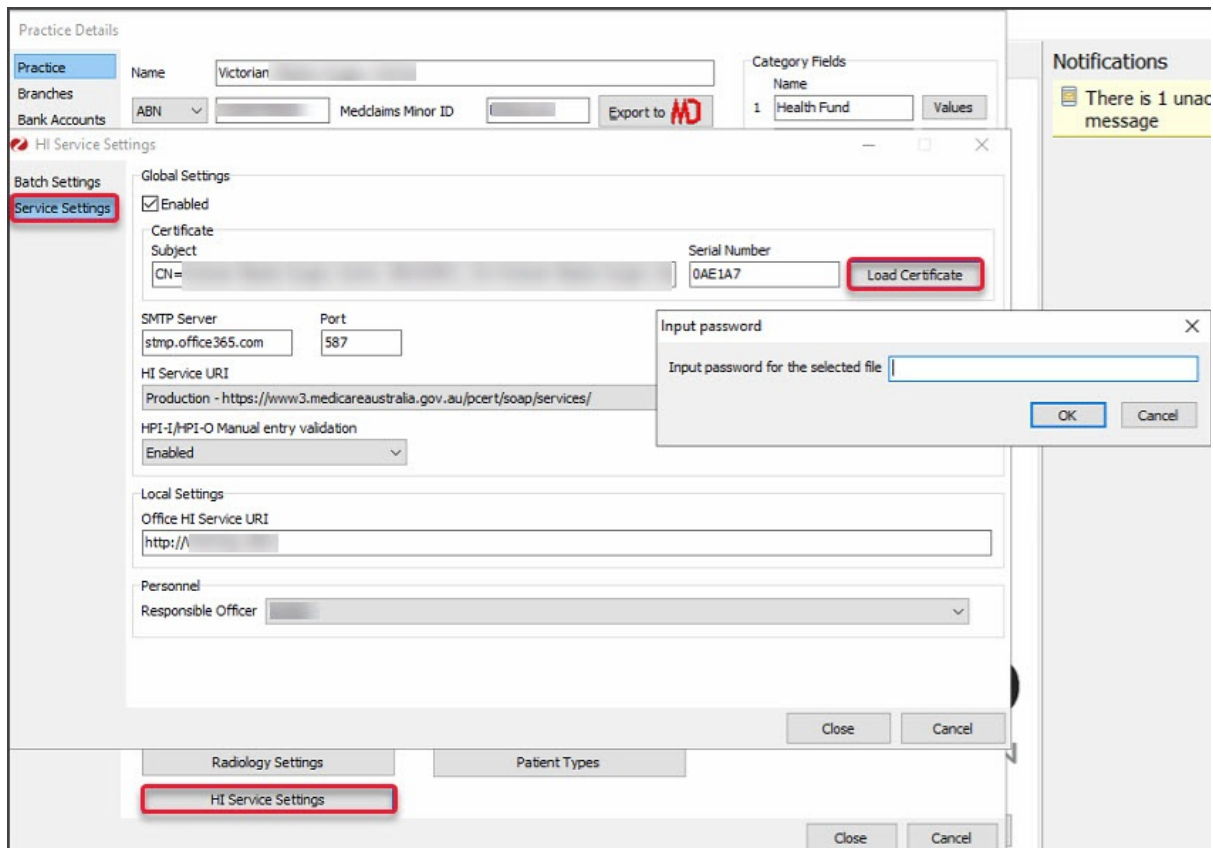 Practice Details
Practice
Branches
Bank Accounts
Name Victorian
ABN Medclaims Minor ID Export to MD
Category Fields
Name
1 Health Fund Values
Notifications
There is 1 unac
message
HI Service Settings
Batch Settings
Service Settings
Global Settings
Enabled
Certificate
Subject Serial Number
CN= 0AE1A7 Load Certificate
SMTP Server Port
stmp.office365.com 587
HI Service URI
Production - https://www3.medicareaustralia.gov.au/pcert/soap/services/
HPI-I/HPI-O Manual entry validation
Enabled
Input password
Input password for the selected file
OK Cancel
Local Settings
Office HI Service URI
http://
Personnel
Responsible Officer
Close Cancel
Radiology Settings Patient Types
HI Service Settings
Close Cancel